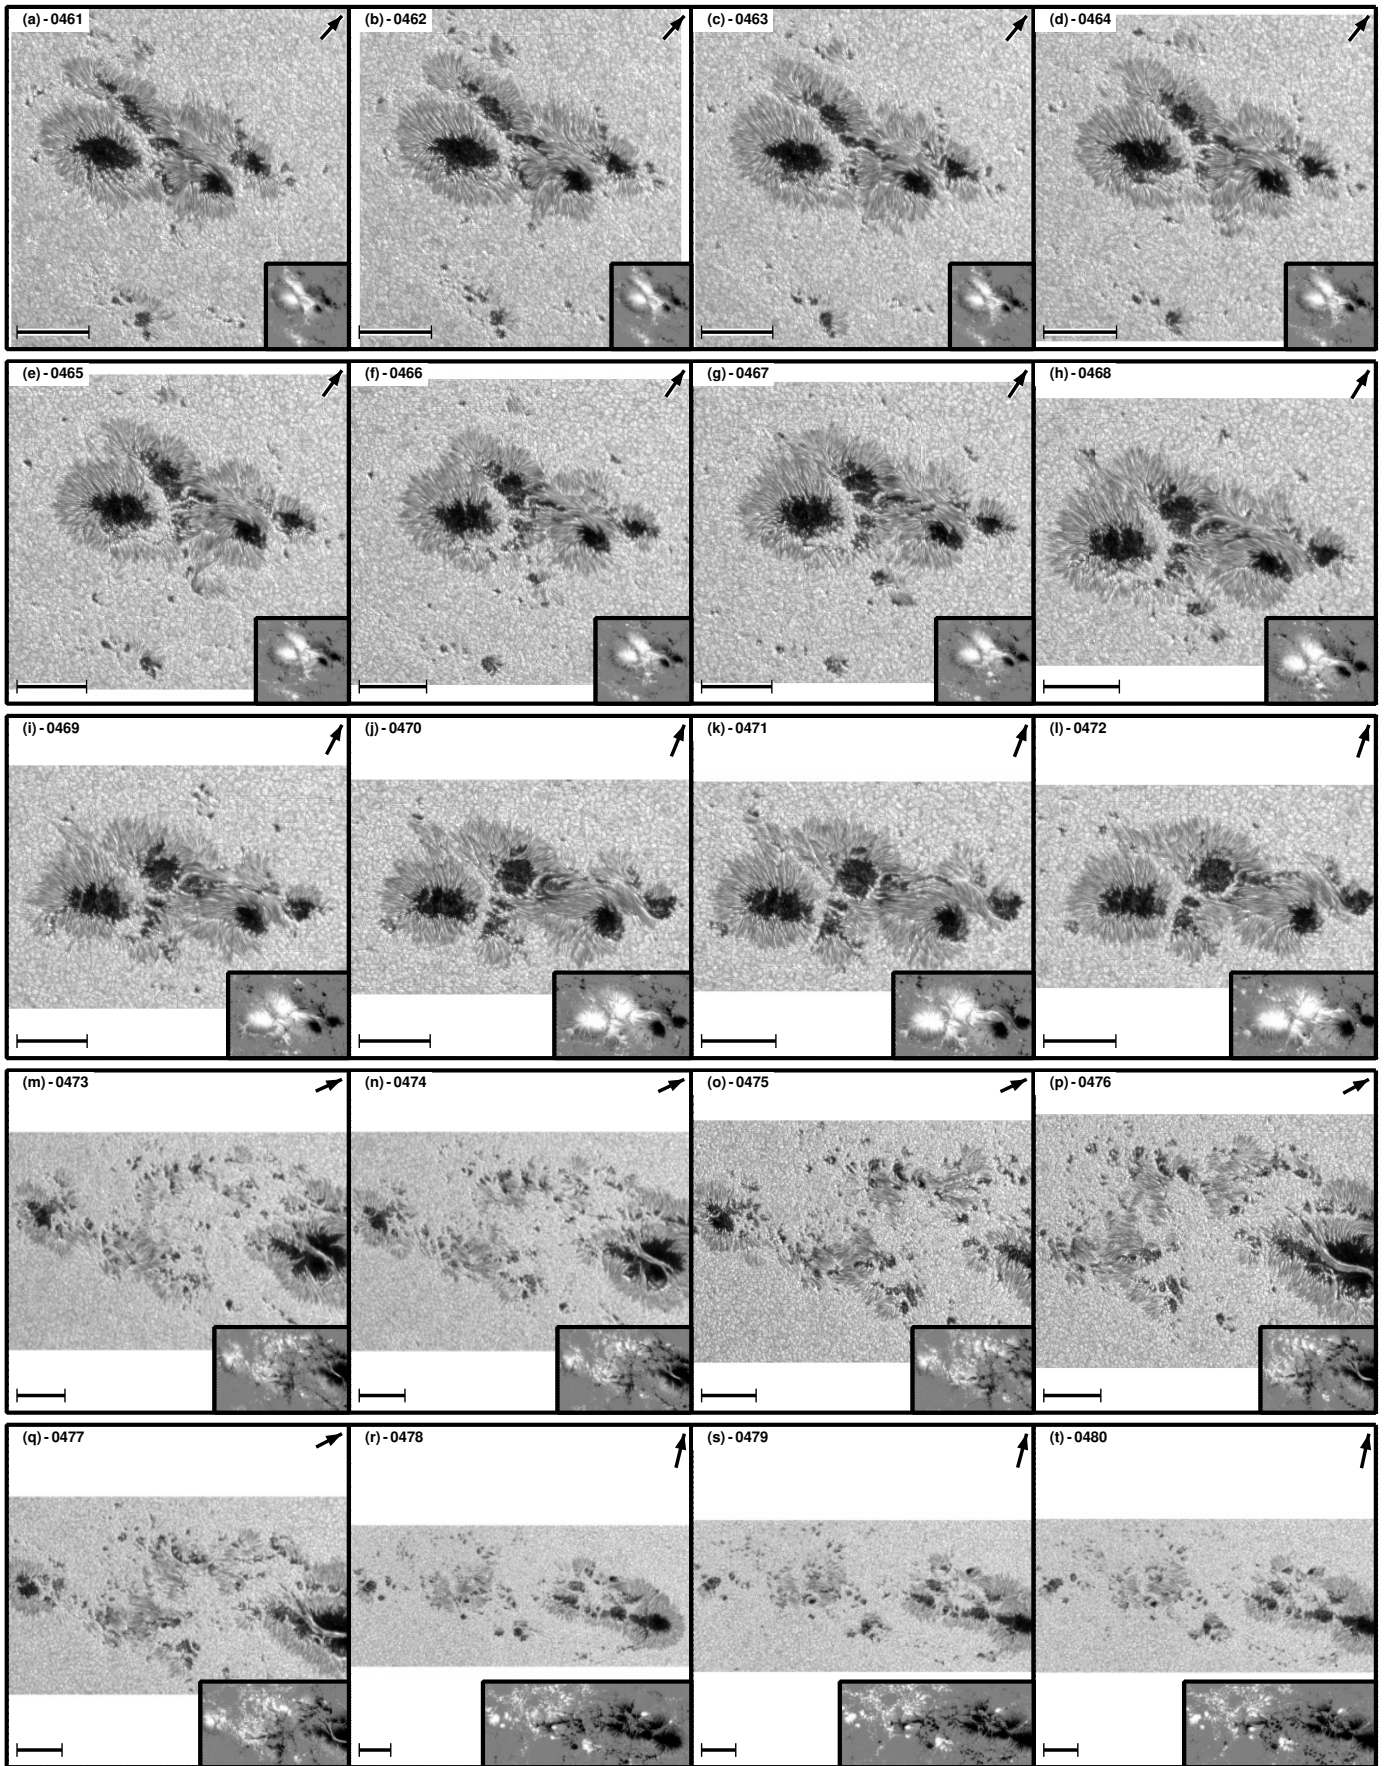 (a) - 0461
(b) - 0462
(c) - 0463
(d) - 0464
(e) - 0465
(f) - 0466
(g) - 0467
(h) - 0468
(i) - 0469
(j) - 0470
(k) - 0471
(l) - 0472
(m) - 0473
(n) - 0474
(o) - 0475
(p) - 0476
(q) - 0477
(r) - 0478
(s) - 0479
(t) - 0480